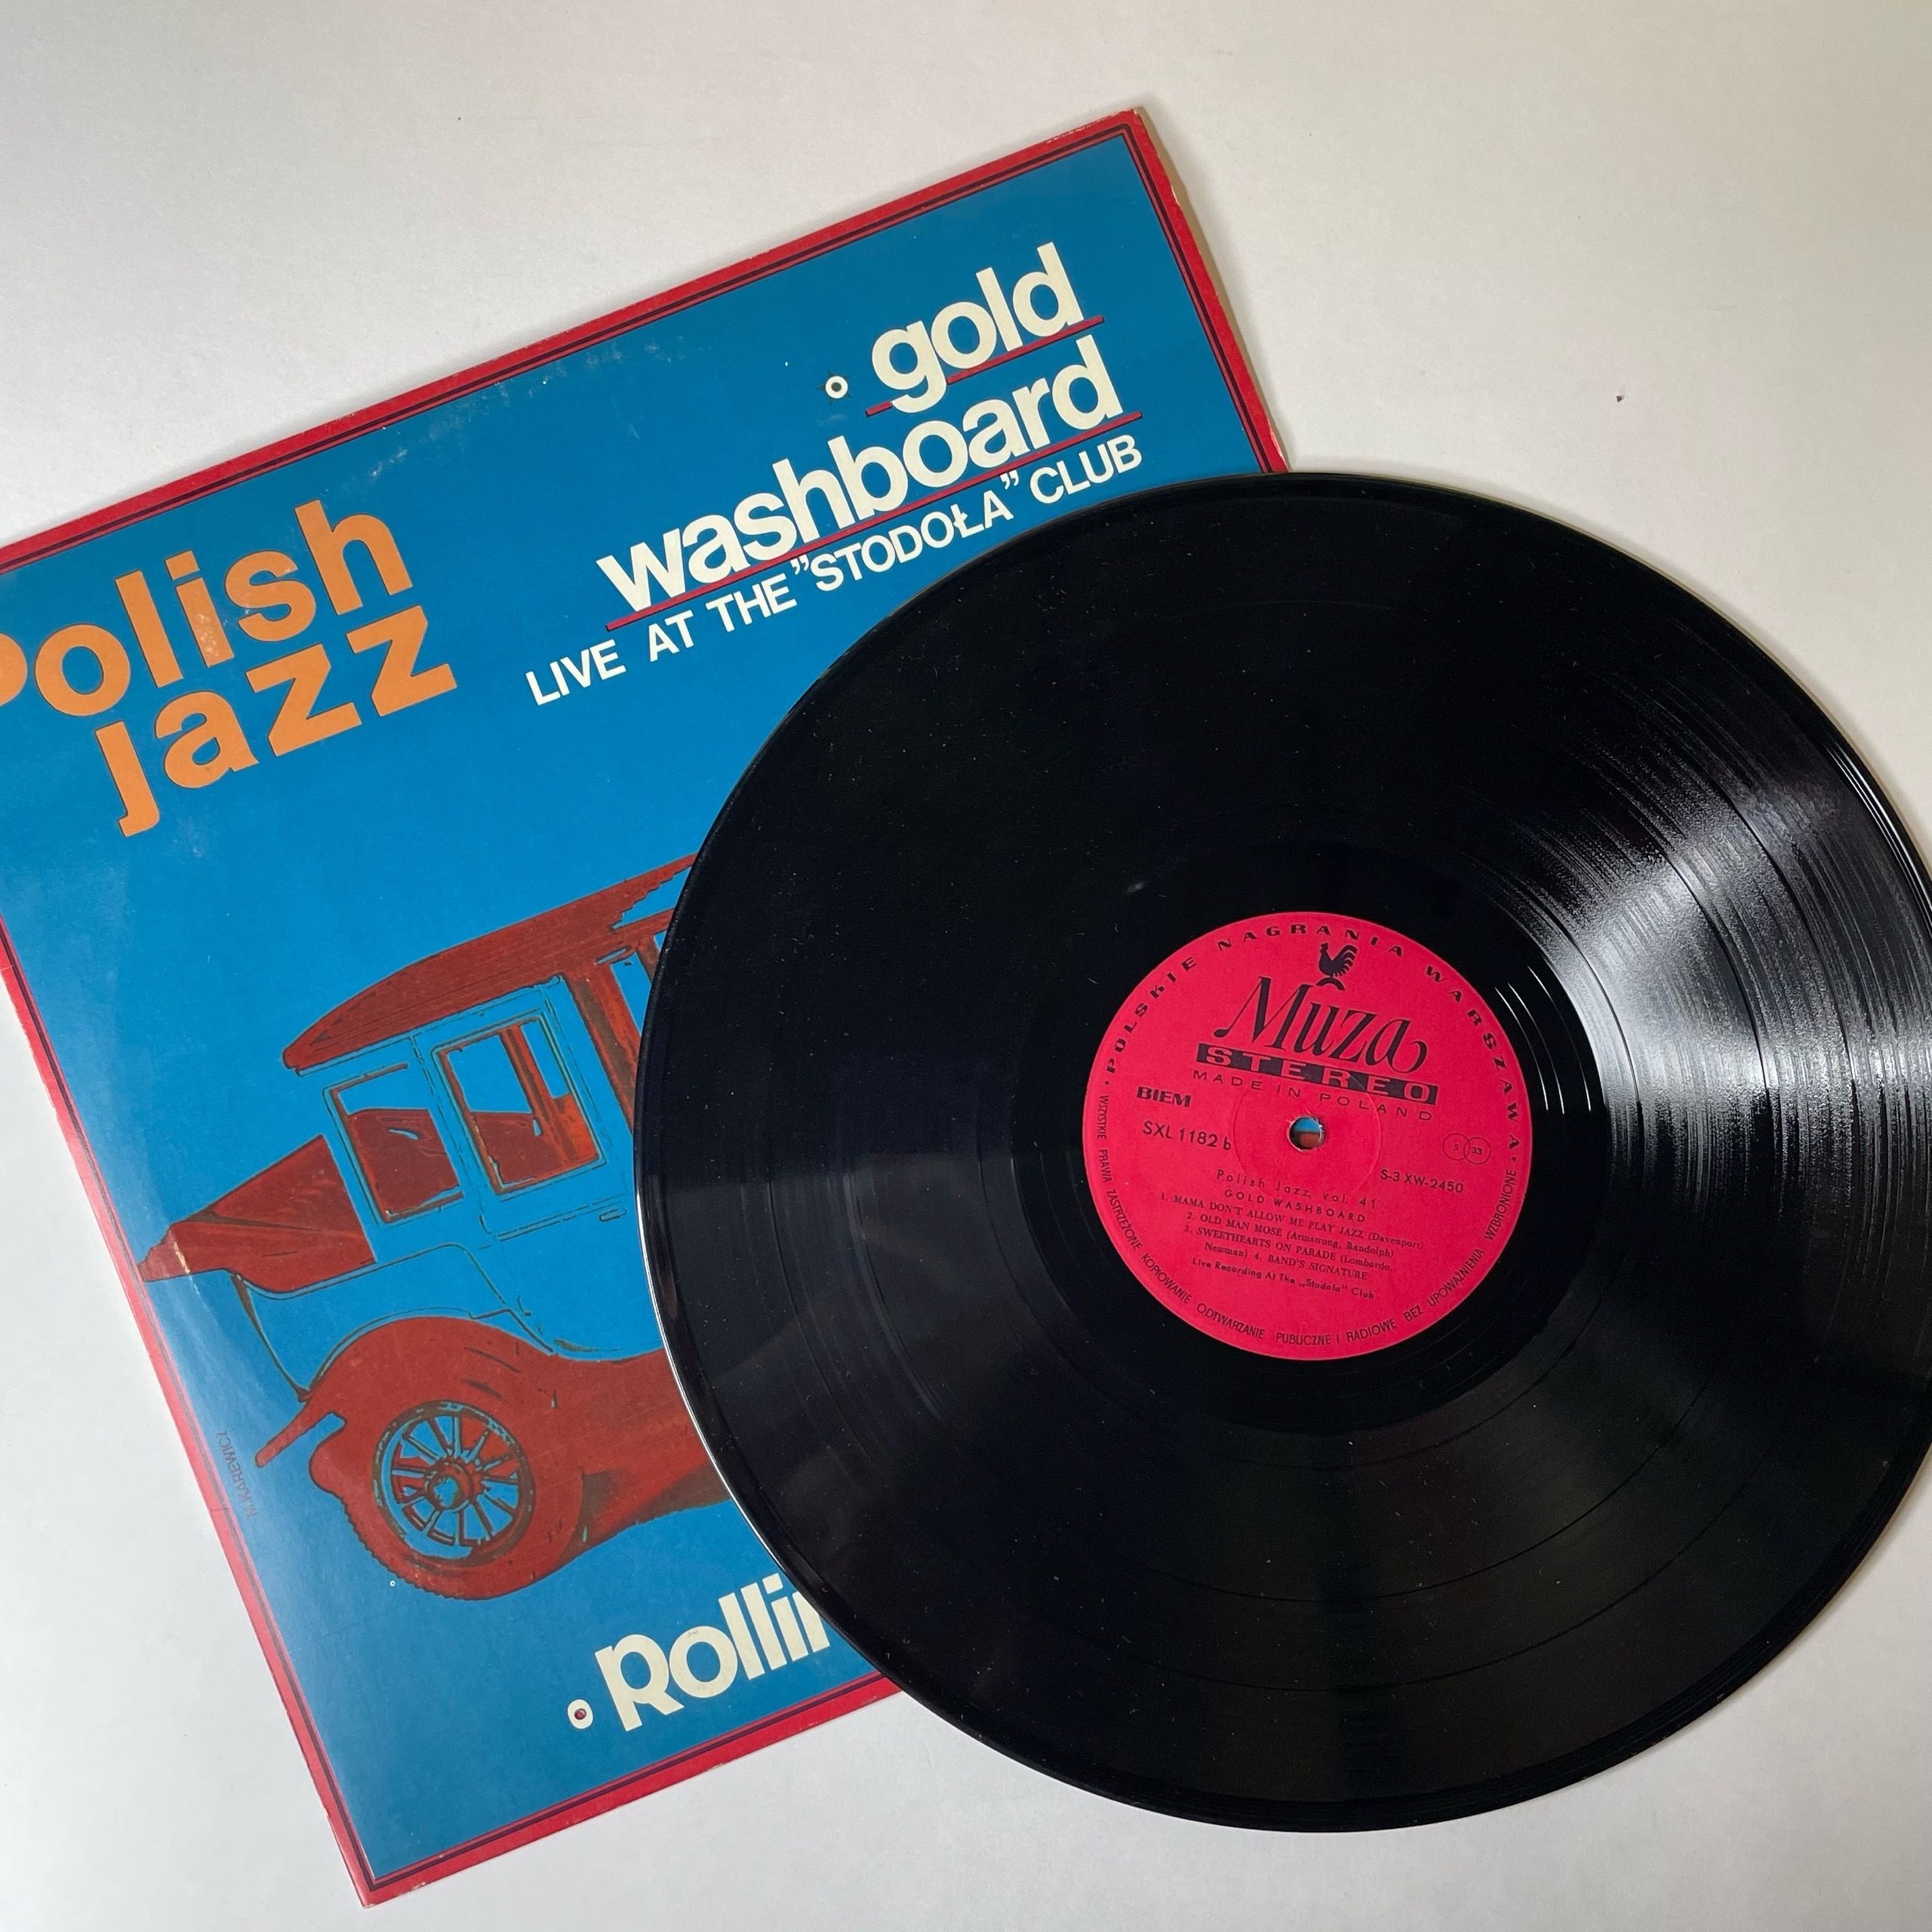 Polish
jazz
gold
washboard
LIVE AT THE ”STODOŁA” CLUB
M.KAREWICZ
POLSKIE NAGRANIA WARSZAWA
Muza
STEREO
MADE IN POLAND
BIEM
SXL 1182 b
33
S-3 XW-2450
Polish Jazz, vol. 41
GOLD WASHBOARD
1. MAMA DON'T ALLOW ME PLAY JAZZ (Davenport)
2. OLD MAN MOSE (Armstrong, Randolph)
3. SWEETHEARTS ON PARADE (Lombardo,
Newman) 4. BAND'S SIGNATURE
Live Recording At The „Stodoła” Club
WSZYSTKIE PRAWA ZASTRZEŻONE KOPIOWANIE ODTWARZANIE PUBLICZNE I RADIOWE BEZ UPOWAŻNIENIA WZBRONIONE